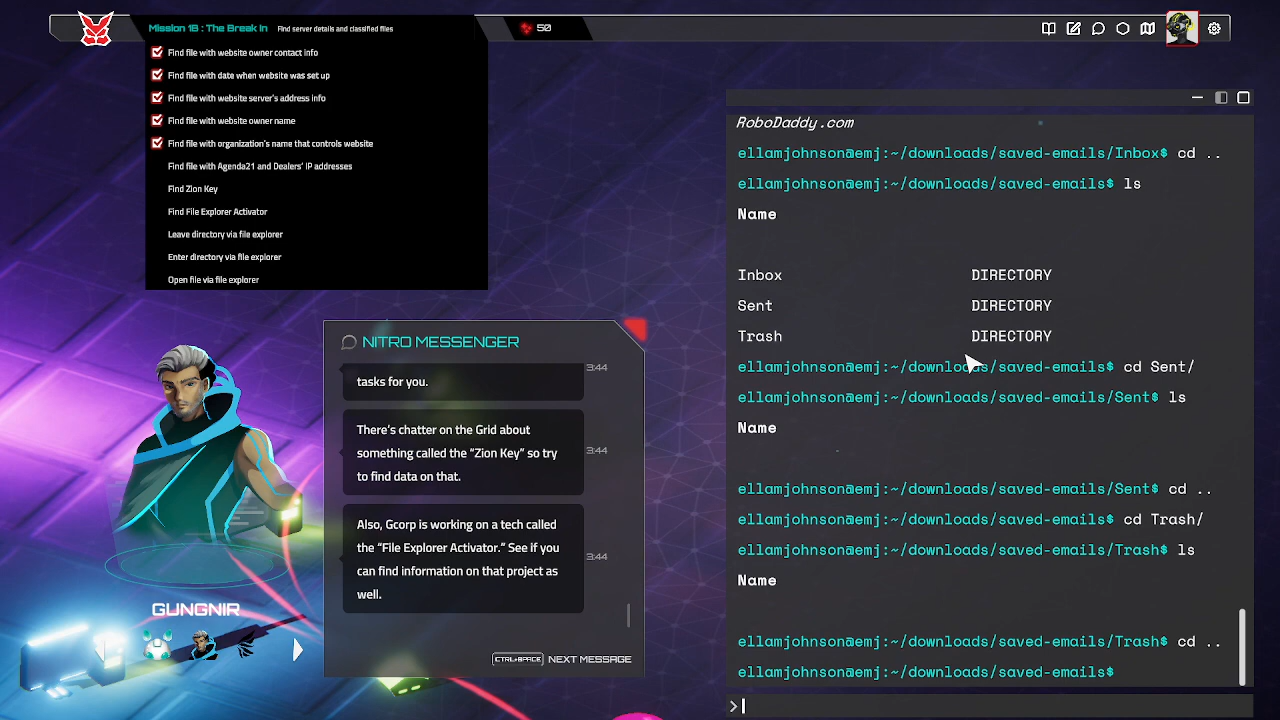 Mission 1B : The Break In Find server details and classified files
50
Find file with website owner contact info
Find file with date when website was set up
Find file with website server's address info
Find file with website owner name
Find file with organization's name that controls website
Find file with Agenda21 and Dealers' IP addresses
Find Zion Key
Find File Explorer Activator
Leave directory via file explorer
Enter directory via file explorer
Open file via file explorer
NITRO MESSENGER
tasks for you.
3:44
There's chatter on the Grid about
something called the "Zion Key" so try
to find data on that.
3:44
Also, Gcorp is working on a tech called
the "File Explorer Activator." See if you
can find information on that project as
well.
3:44
CTRL+SPACE NEXT MESSAGE
GUNGNIR
RoboDaddy.com
ellamjohnson@emj:~/downloads/saved-emails/Inbox$ cd ..
ellamjohnson@emj:~/downloads/saved-emails$ ls
Name
Inbox DIRECTORY
Sent DIRECTORY
Trash DIRECTORY
ellamjohnson@emj:~/downloads/saved-emails$ cd Sent/
ellamjohnson@emj:~/downloads/saved-emails/Sent$ ls
Name
ellamjohnson@emj:~/downloads/saved-emails/Sent$ cd ..
ellamjohnson@emj:~/downloads/saved-emails$ cd Trash/
ellamjohnson@emj:~/downloads/saved-emails/Trash$ ls
Name
ellamjohnson@emj:~/downloads/saved-emails/Trash$ cd ..
ellamjohnson@emj:~/downloads/saved-emails$
>